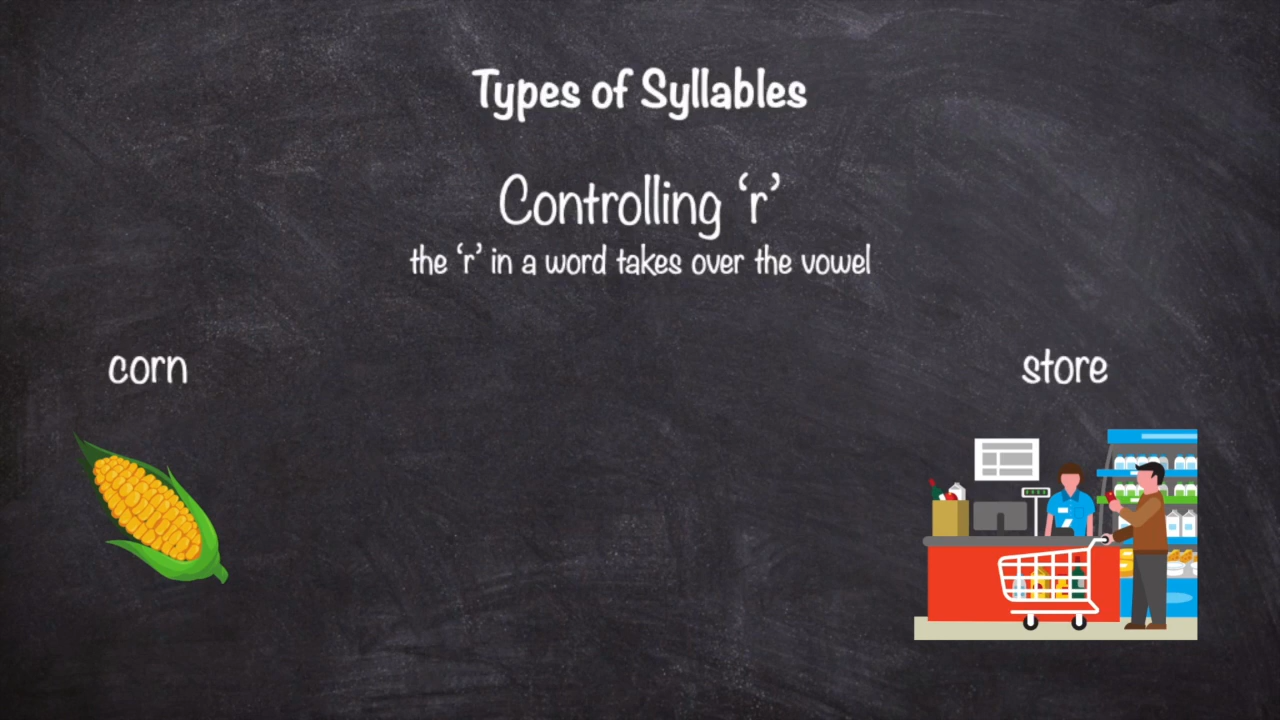 Types of Syllables
Controlling ‘r’
the ‘r’ in a word takes over the vowel
corn
store